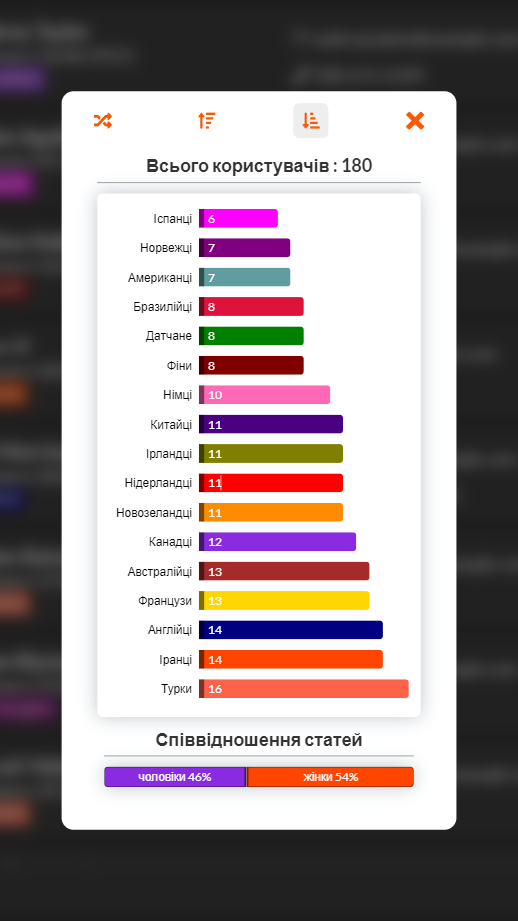 Всього користувачів : 180
Іспанці 6
Норвежці 7
Американці 7
Бразилійці 8
Датчане 8
Фіни 8
Німці 10
Китайці 11
Ірландці 11
Нідерландці 11
Новозеландці 11
Канадці 12
Австралійці 13
Французи 13
Англійці 14
Іранці 14
Турки 16
Співвідношення статей
чоловіки 46% жінки 54%